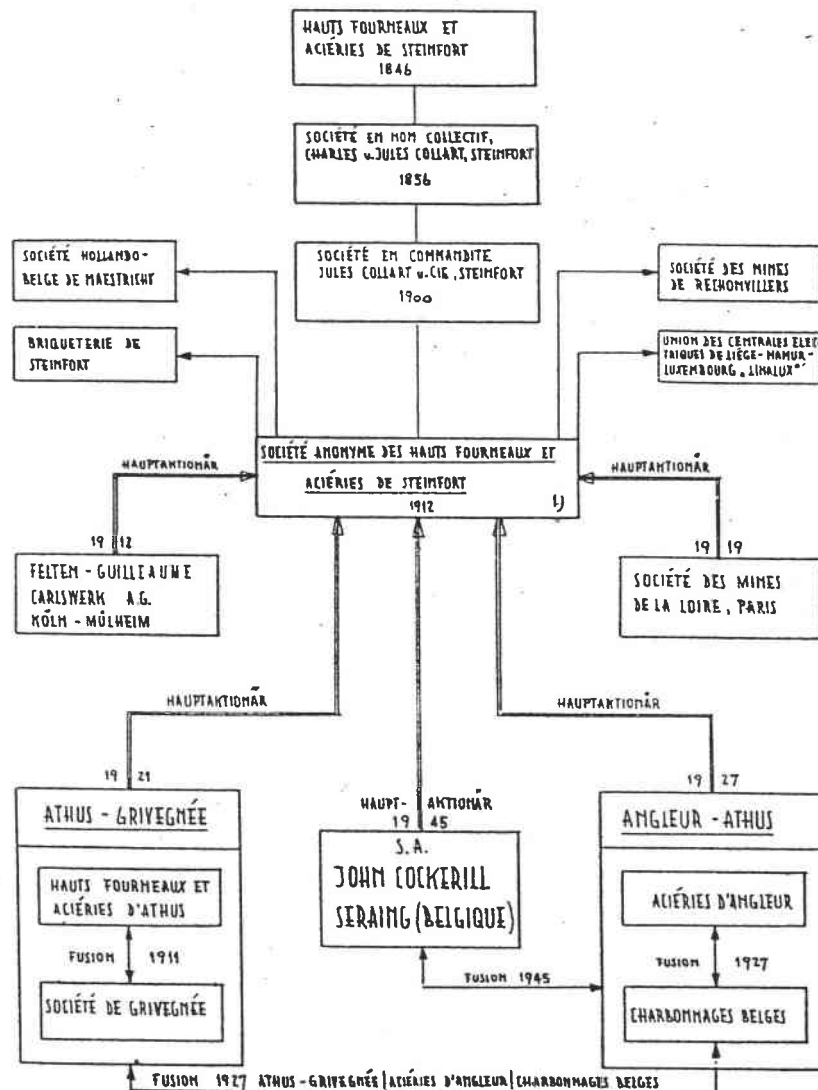 HAUTS FOURNEAUX ET
ACIÉRIES DE STEINFORT
1846
SOCIÉTÉ EN NOM COLLECTIF,
CHARLES u. JULES COLLART, STEINFORT
1856
SOCIÉTÉ EN COMMANDITE
JULES COLLART u. CIE, STEINFORT
1900
SOCIÉTÉ HOLLANDO-
BELGE DE MAESTRICHT
BRIQUETERIE DE
STEINFORT
SOCIÉTÉ DES MINES
DE RECHONVILLERS
UNION DES CENTRALES ELEC
TRIQUES DE LIÉGE-NAMUR-
LUXEMBOURG „LINALUX"
SOCIÉTÉ ANONYME DES HAUTS FOURNEAUX ET
ACIÉRIES DE STEINFORT
1912
1)
HAUPTAKTIONÄR
19 12
FELTEN-GUILLEAUME
CARLSWERK A.G.
KÖLN-MÜLHEIM
HAUPTAKTIONÄR
19 19
SOCIÉTÉ DES MINES
DE LA LOIRE, PARIS
HAUPTAKTIONÄR
19 21
ATHUS-GRIVEGNÉE
HAUTS FOURNEAUX ET
ACIÉRIES D'ATHUS
FUSION 1911
SOCIÉTÉ DE GRIVEGNÉE
HAUPT-AKTIONÄR
19 45
S.A.
JOHN COCKERILL
SERAING (BELGIQUE)
FUSION 1945
HAUPTAKTIONÄR
19 27
ANGLEUR-ATHUS
ACIÉRIES D'ANGLEUR
FUSION 1927
CHARBONNAGES BELGES
FUSION 1927 ATHUS-GRIVEGNÉE | ACIÉRIES D'ANGLEUR | CHARBONNAGES BELGES